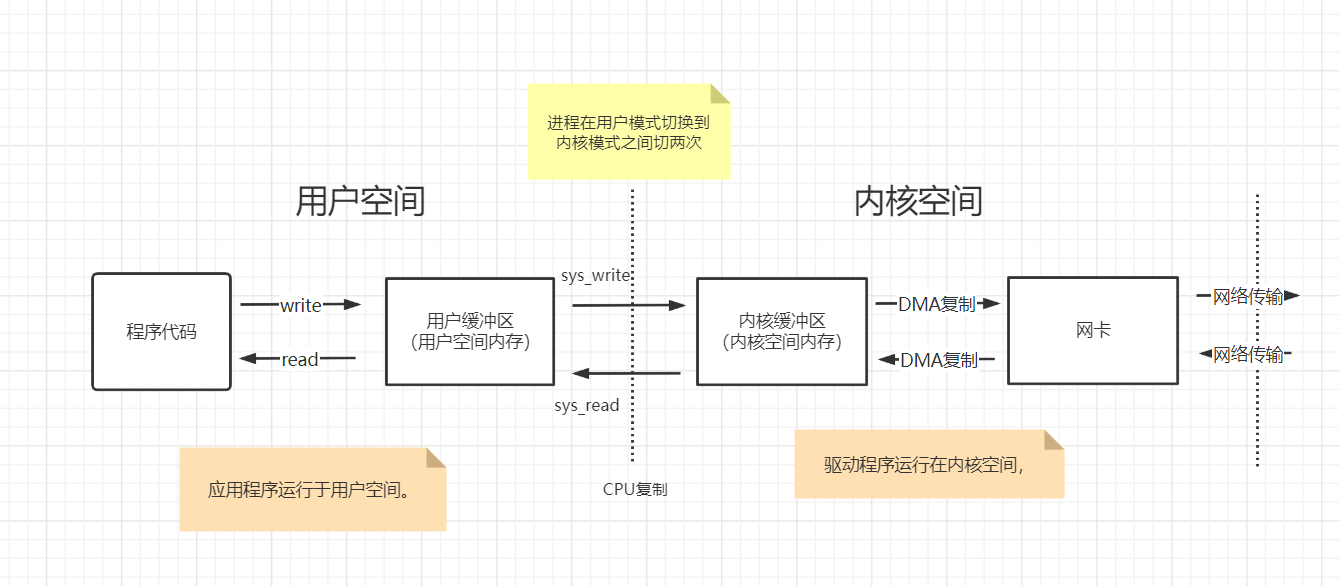 进程在用户模式切换到
内核模式之间切两次
用户空间
内核空间
程序代码
write
read
用户缓冲区
（用户空间内存）
sys_write
sys_read
CPU复制
内核缓冲区
（内核空间内存）
DMA复制
DMA复制
网卡
网络传输
网络传输
应用程序运行于用户空间。
驱动程序运行在内核空间，